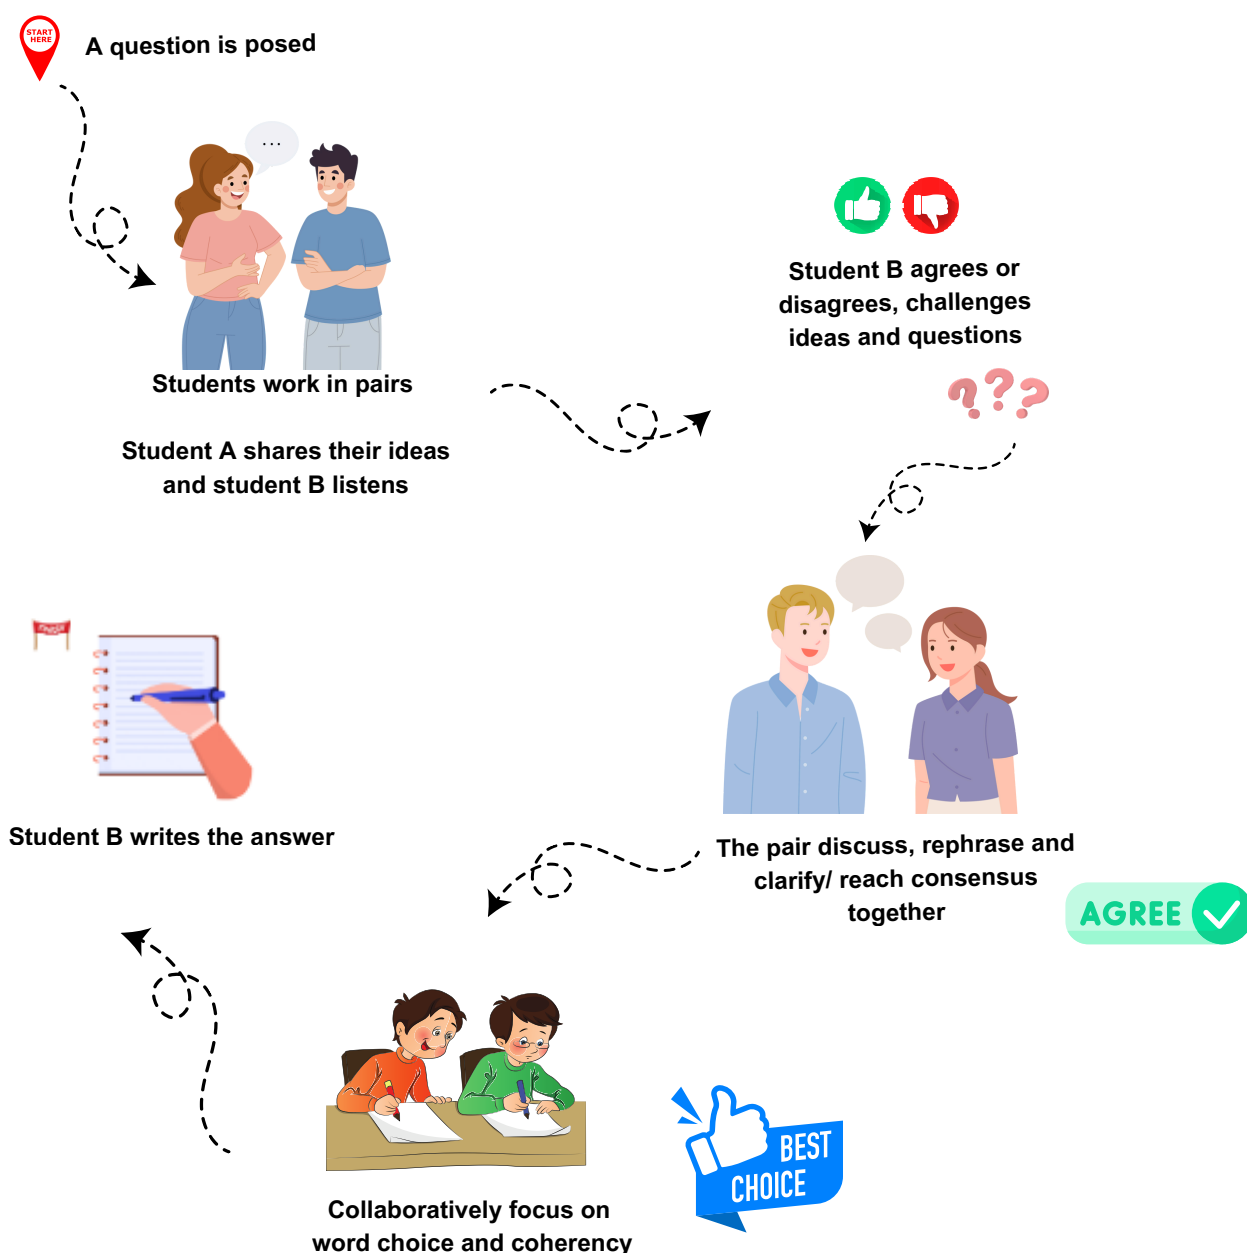 START
HERE
A question is posed
...
Students work in pairs
Student A shares their ideas
and student B listens
Student B agrees or
disagrees, challenges
ideas and questions
???
The pair discuss, rephrase and
clarify/ reach consensus
together
AGREE
Collaboratively focus on
word choice and coherency
BEST
CHOICE
FINISH
Student B writes the answer